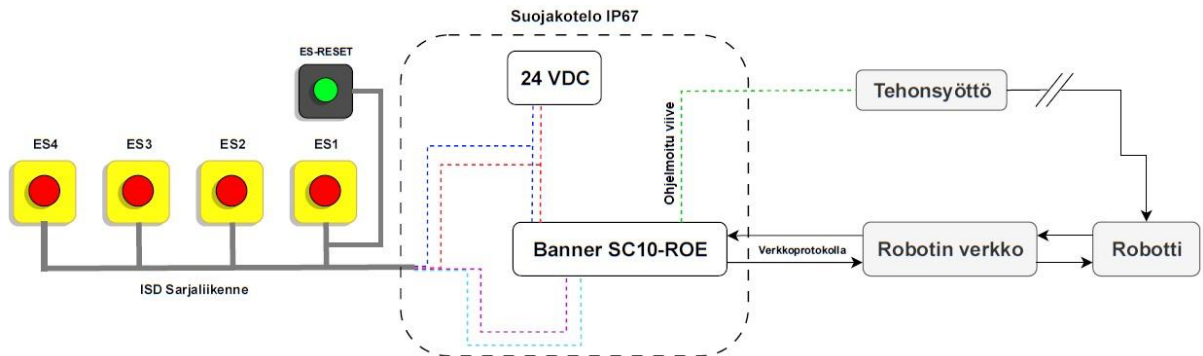 Suojakotelo IP67
ES-RESET
24 VDC
Tehonsyöttö
Ohjelmoitu viive
ES4
ES3
ES2
ES1
Banner SC10-ROE
Verkkoprotokolla
Robotin verkko
Robotti
ISD Sarjaliikenne